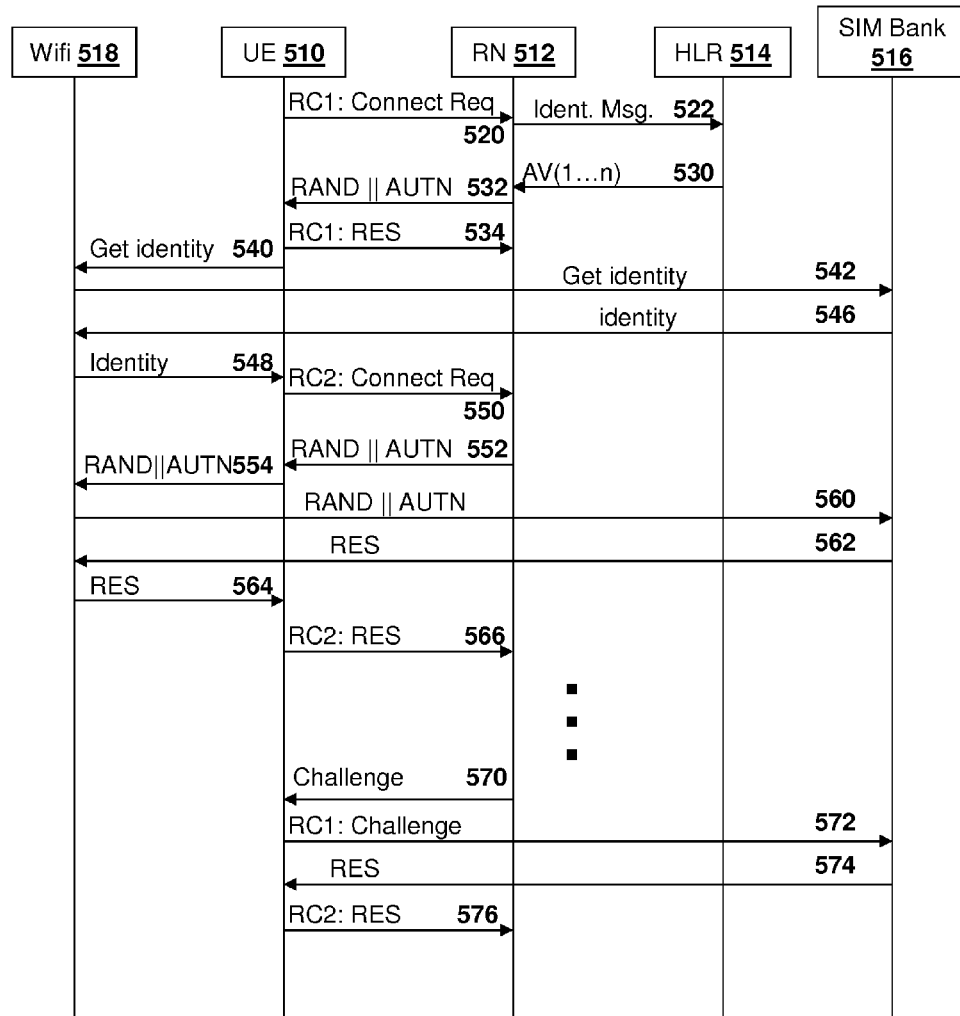 Wifi 518
UE 510
RN 512
HLR 514
SIM Bank
516
RC1: Connect Req
520
Ident. Msg. 522
AV(1...n) 530
RAND || AUTN 532
RC1: RES 534
Get identity 540
Get identity 542
identity 546
Identity 548
RC2: Connect Req
550
RAND || AUTN 552
RAND||AUTN 554
RAND || AUTN 560
RES 562
RES 564
RC2: RES 566
Challenge 570
RC1: Challenge 572
RES 574
RC2: RES 576